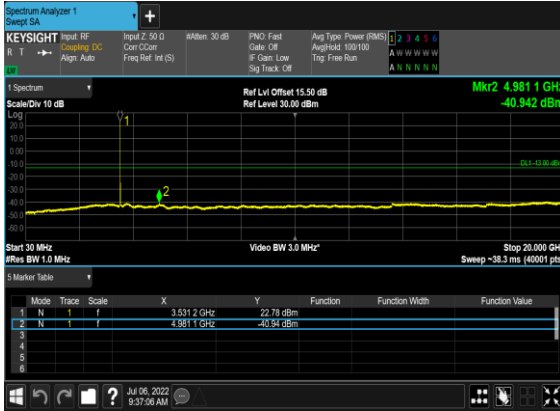 Spectrum Analyzer 1
Swept SA
+
KEYSIGHT
R T
Input: RF
Coupling: DC
Align: Auto
Input Z: 50 Ω
Corr CCorr
Freq Ref: Int (S)
#Atten: 30 dB
PNO: Fast
Gate: Off
IF Gain: Low
Sig Track: Off
Avg Type: Power (RMS)
Avg|Hold: 100/100
Trig: Free Run
1 2 3 4 5 6
A W W W W W
A N N N N N
1 Spectrum
Scale/Div 10 dB
Ref Lvl Offset 15.50 dB
Ref Level 30.00 dBm
Mkr2 4.981 1 GHz
-40.942 dBm
Log
20.0
10.0
0.00
-10.0
-20.0
-30.0
-40.0
-50.0
-60.0
1
2
DL1 -13.00 dBm
Start 30 MHz
#Res BW 1.0 MHz
Video BW 3.0 MHz*
Stop 20.000 GHz
Sweep ~38.3 ms (40001 pts)
5 Marker Table
Mode Trace Scale X Y Function Function Width Function Value
1 N 1 f 3.531 2 GHz 22.78 dBm
2 N 1 f 4.981 1 GHz -40.94 dBm
3
4
5
6
?
Jul 06, 2022
9:37:06 AM